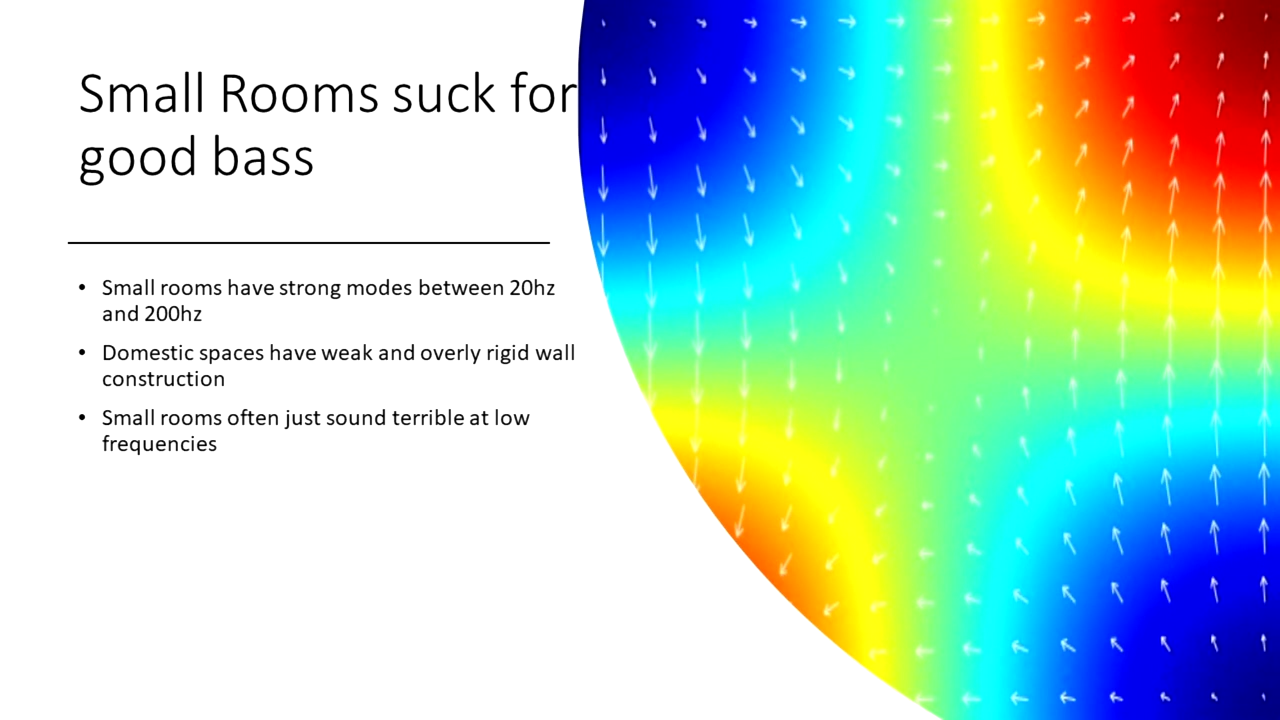 Small Rooms suck for
good bass
• Small rooms have strong modes between 20hz
and 200hz
• Domestic spaces have weak and overly rigid wall
construction
• Small rooms often just sound terrible at low
frequencies